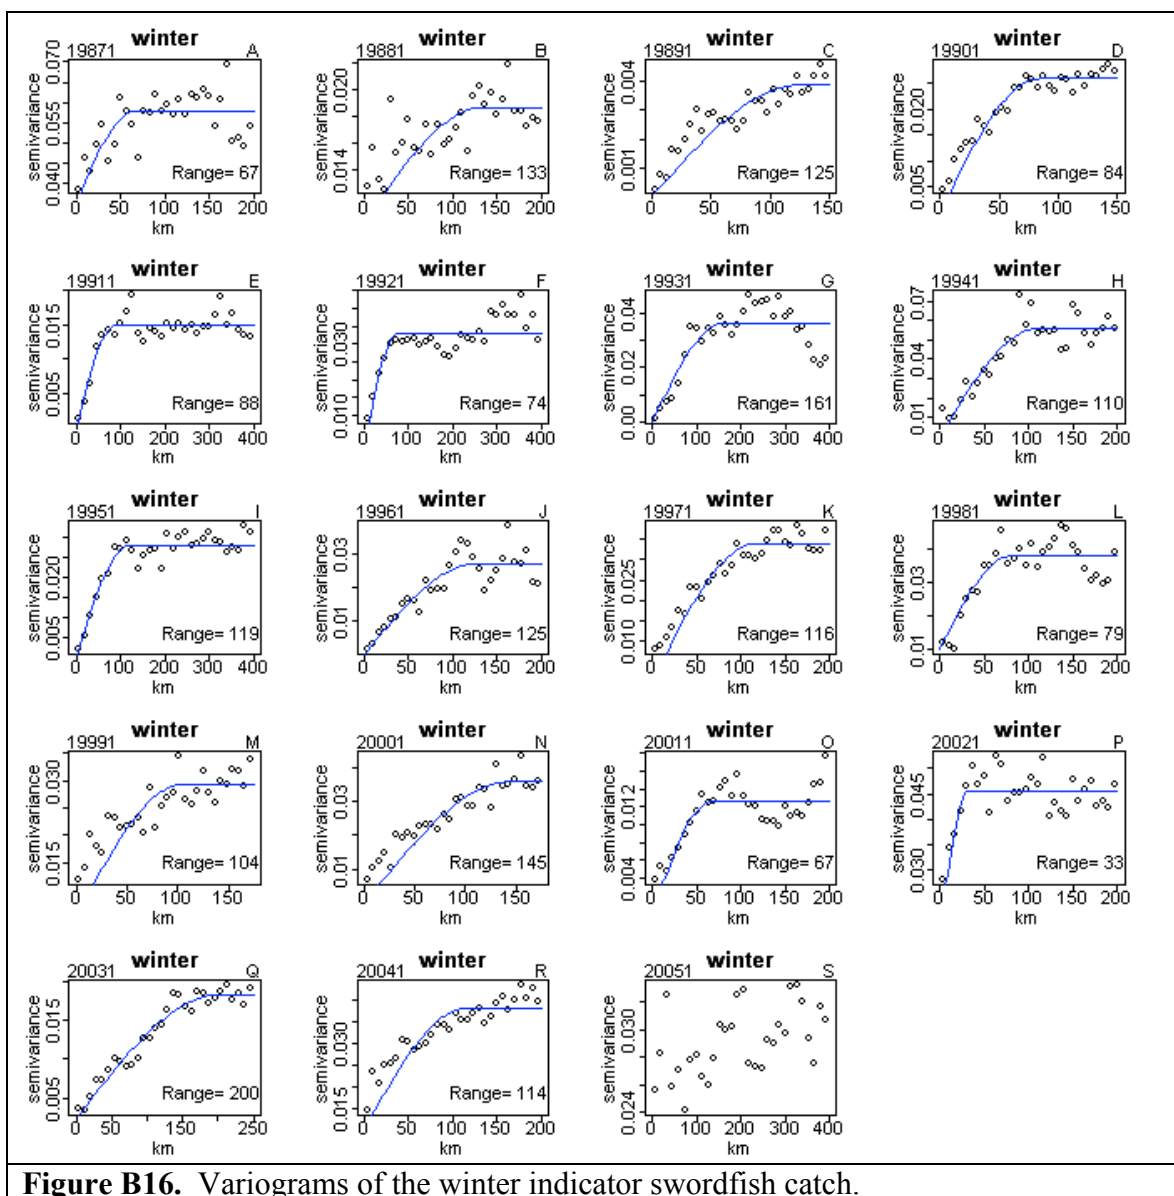 winter
19871 A
semivariance
0.040 0.055 0.070
Range= 67
0 50 100 150 200
km
winter
19881 B
semivariance
0.014 0.020
Range= 133
0 50 100 150 200
km
winter
19891 C
semivariance
0.001 0.004
Range= 125
0 50 100 150
km
winter
19901 D
semivariance
0.005 0.020
Range= 84
0 50 100 150
km
winter
19911 E
semivariance
0.005 0.015
Range= 88
0 100 200 300 400
km
winter
19921 F
semivariance
0.010 0.030
Range= 74
0 100 200 300 400
km
winter
19931 G
semivariance
0.00 0.02 0.04
Range= 161
0 100 200 300 400
km
winter
19941 H
semivariance
0.01 0.04 0.07
Range= 110
0 50 100 150 200
km
winter
19951 I
semivariance
0.005 0.020
Range= 119
0 100 200 300 400
km
winter
19961 J
semivariance
0.01 0.03
Range= 125
0 50 100 150 200
km
winter
19971 K
semivariance
0.010 0.025
Range= 116
0 50 100 150 200
km
winter
19981 L
semivariance
0.01 0.03
Range= 79
0 50 100 150 200
km
winter
19991 M
semivariance
0.015 0.030
Range= 104
0 50 100 150
km
winter
20001 N
semivariance
0.01 0.03
Range= 145
0 50 100 150
km
winter
20011 O
semivariance
0.004 0.012
Range= 67
0 50 100 150 200
km
winter
20021 P
semivariance
0.030 0.045
Range= 33
0 50 100 150 200
km
winter
20031 Q
semivariance
0.005 0.015
Range= 200
0 50 150 250
km
winter
20041 R
semivariance
0.015 0.030
Range= 114
0 50 100 150 200
km
winter
20051 S
semivariance
0.024 0.030
0 100 200 300 400
km
Figure B16. Variograms of the winter indicator swordfish catch.